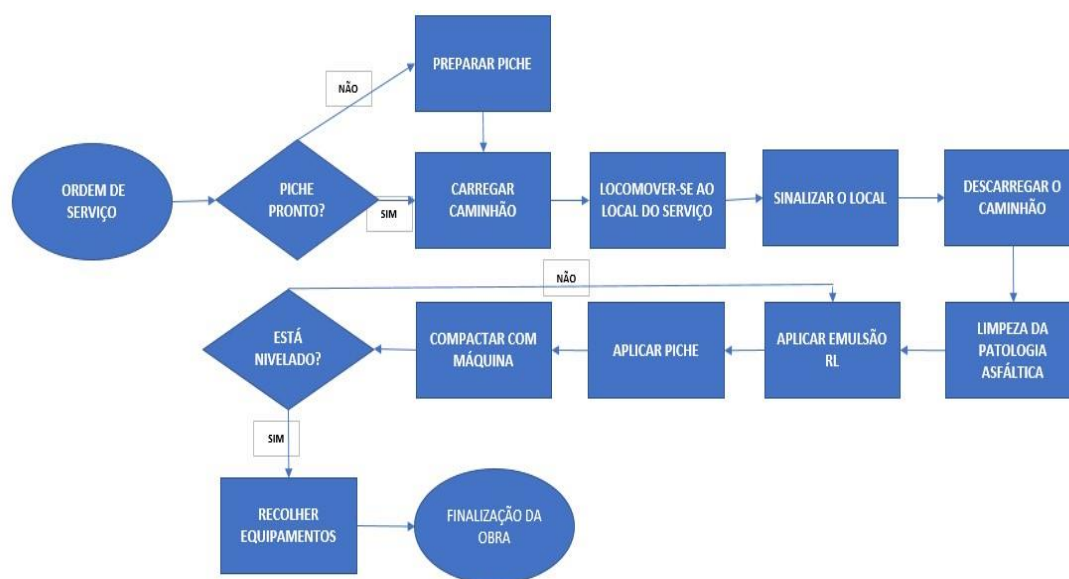 PREPARAR PICHE
NÃO
ORDEM DE
SERVIÇO
PICHE
PRONTO?
SIM
CARREGAR
CAMINHÃO
LOCOMOVER-SE AO
LOCAL DO SERVIÇO
SINALIZAR O LOCAL
DESCARREGAR O
CAMINHÃO
NÃO
ESTÁ
NIVELADO?
COMPACTAR COM
MÁQUINA
APLICAR PICHE
APLICAR EMULSÃO
RL
LIMPEZA DA
PATOLOGIA
ASFÁLTICA
SIM
RECOLHER
EQUIPAMENTOS
FINALIZAÇÃO DA
OBRA